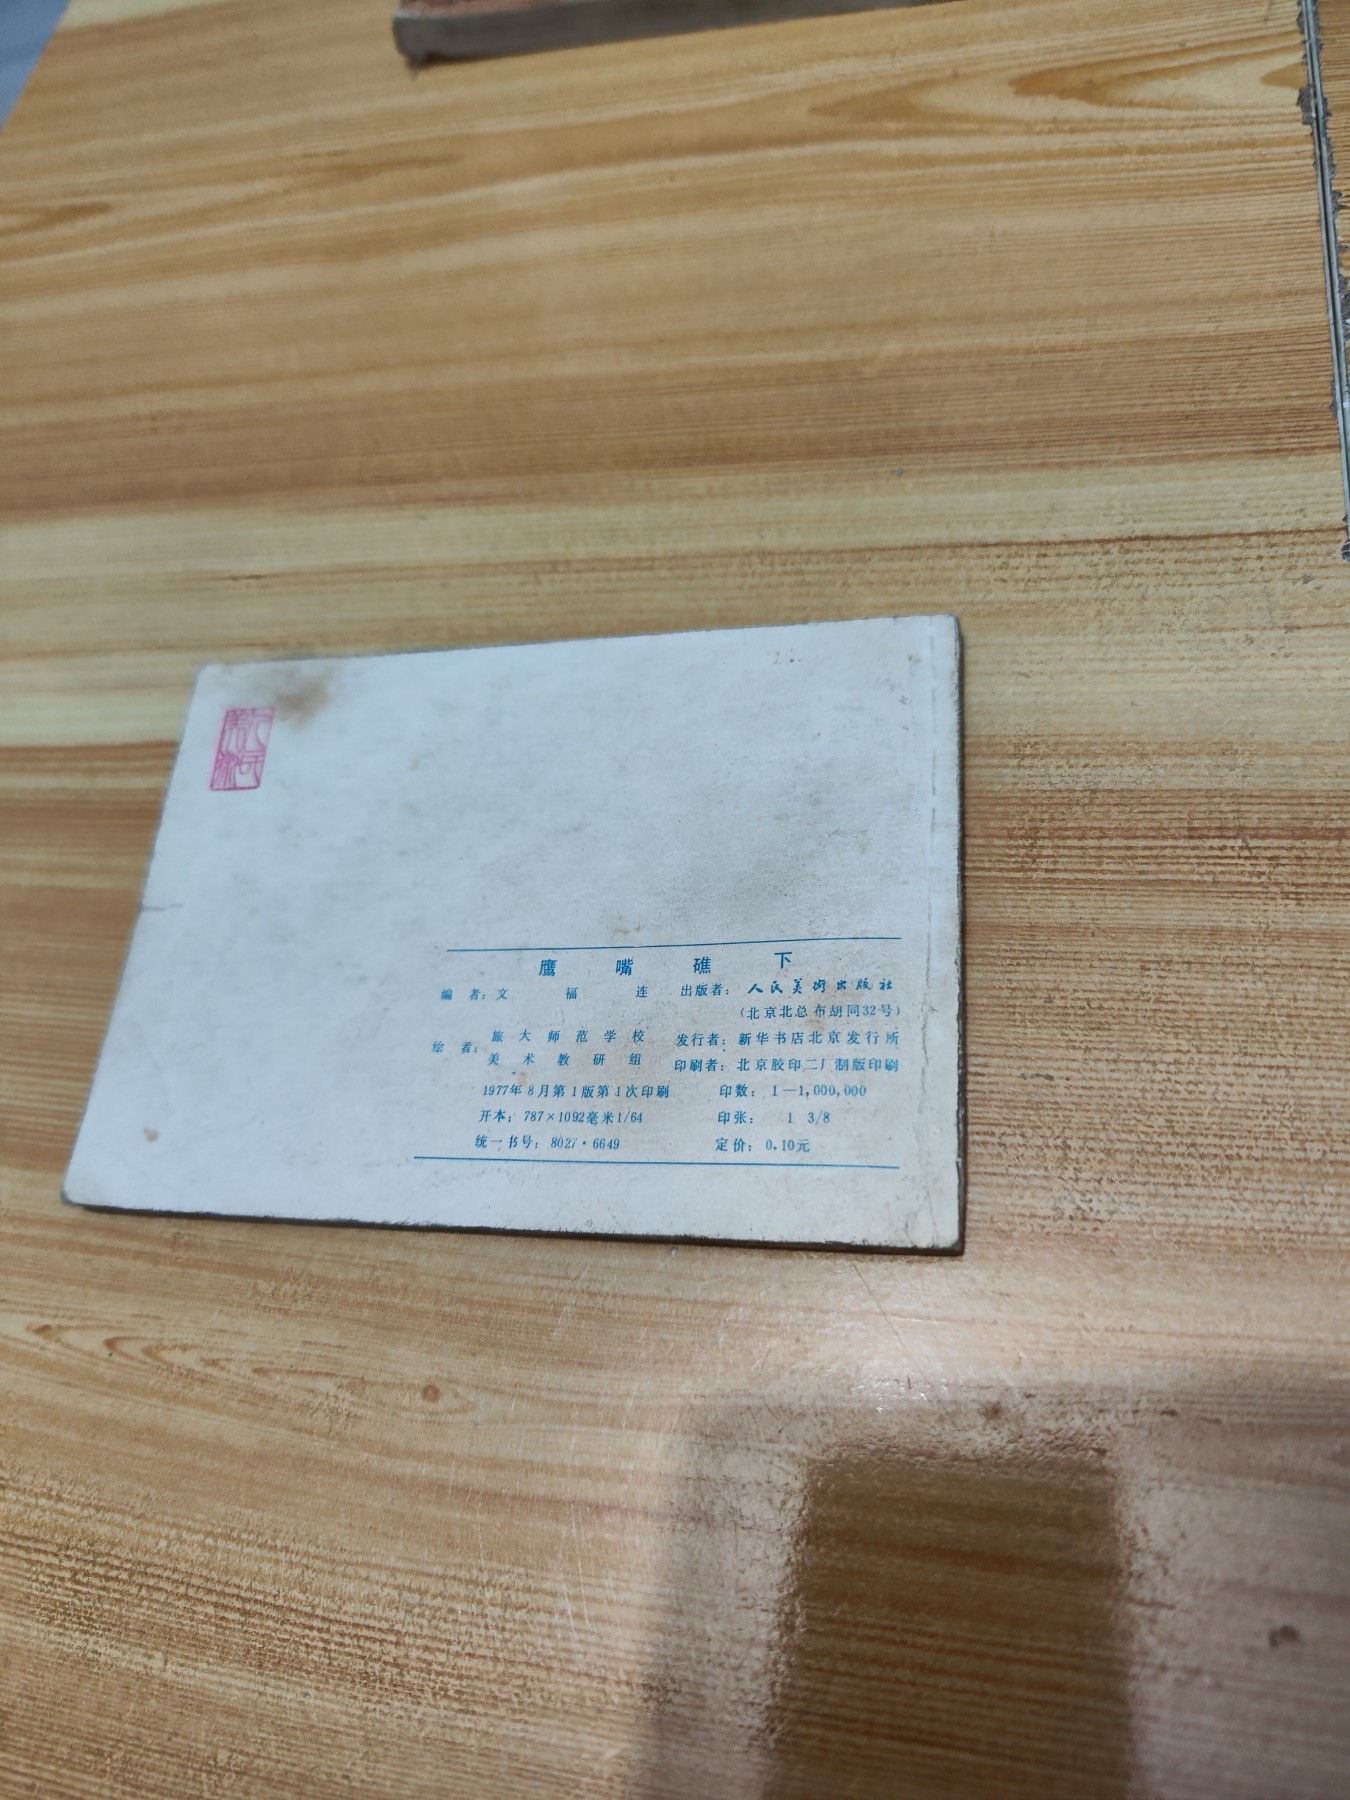 人民
美术
鹰嘴礁下
编者：文福连
出版者：人民美术出版社
（北京北总布胡同32号）
绘者：旅大师范学校
美术教研组
发行者：新华书店北京发行所
印刷者：北京胶印二厂制版印刷
1977年8月第1版第1次印刷
印数：1—1,000,000
开本：787×1092毫米1/64
印张：1 3/8
统一书号：8027·6649
定价：0.10元